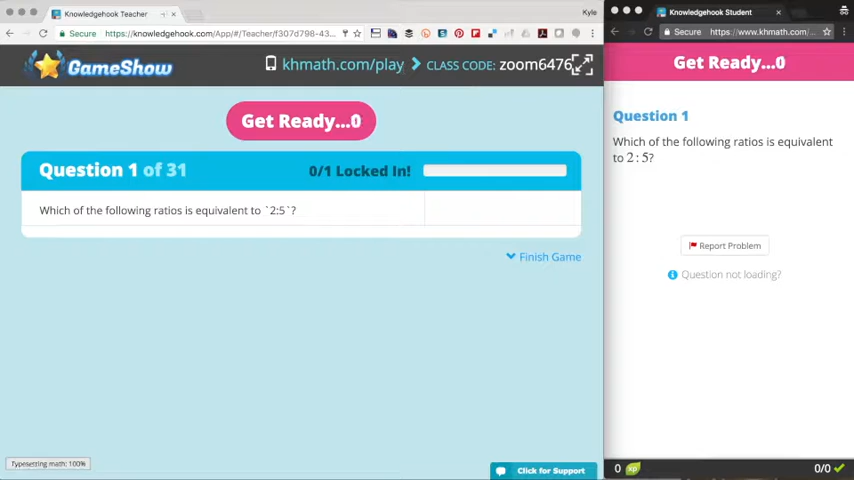 Knowledgehook Teacher
Kyle
Secure https://knowledgehook.com/App/#/Teacher/f307d798-43...
GameShow
khmath.com/play
CLASS CODE: zoom6476
Get Ready...0
Question 1 of 31
0/1 Locked In!
Which of the following ratios is equivalent to `2:5`?
Finish Game
Typesetting math: 100%
Click for Support
Knowledgehook Student
Secure https://www.khmath.com/...
Get Ready...0
Question 1
Which of the following ratios is equivalent
to 2 : 5?
Report Problem
Question not loading?
0 xp
0/0